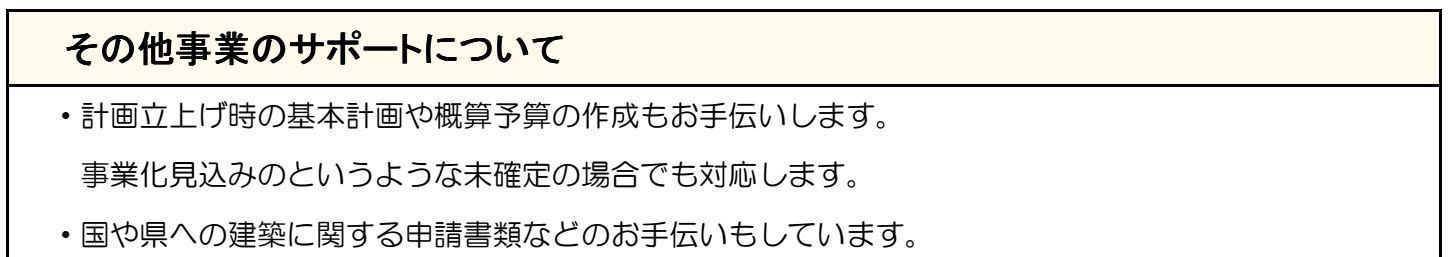 その他事業のサポートについて
・計画立上げ時の基本計画や概算予算の作成もお手伝いします。
事業化見込みのというような未確定の場合でも対応します。
・国や県への建築に関する申請書類などのお手伝いもしています。